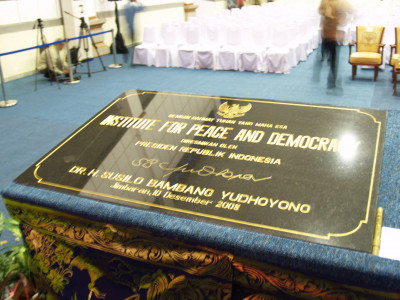 DENGAN RAHMAT TUHAN YANG MAHA ESA
INSTITUTE FOR PEACE AND DEMOCRACY
DIRESMIKAN OLEH
PRESIDEN REPUBLIK INDONESIA
DR. H. SUSILO BAMBANG YUDHOYONO
Jimbaran, 10 Desember 2008